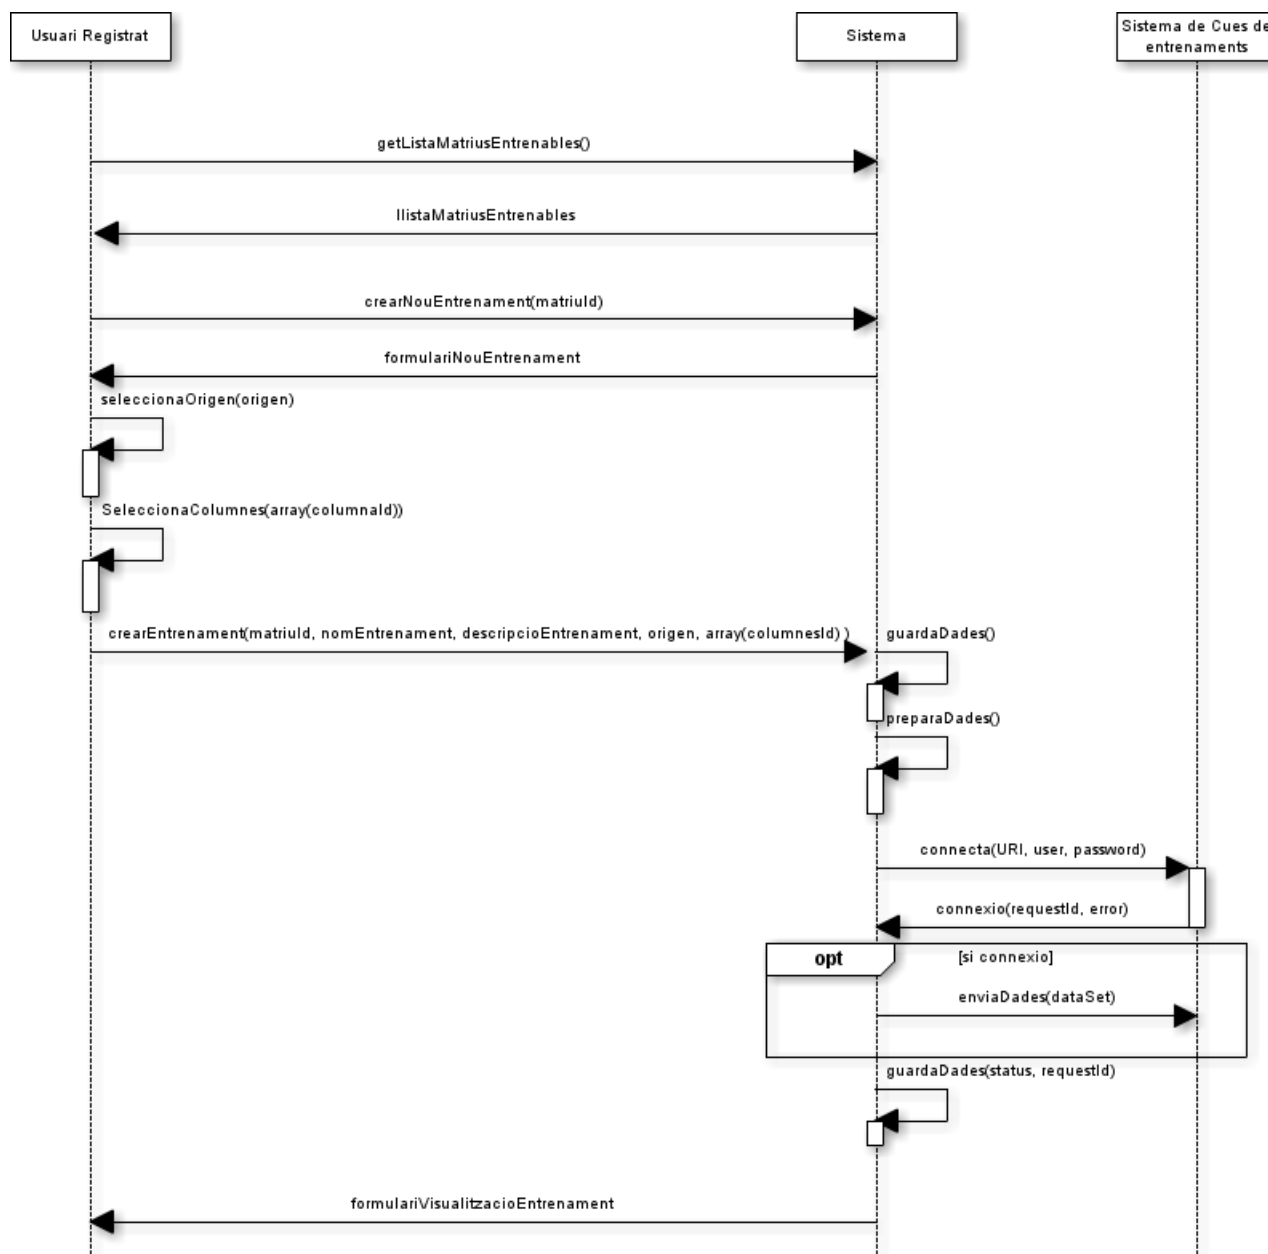 Usuari Registrat
Sistema
Sistema de Cues de
entrenaments
getListaMatriusEntrenables()
llistaMatriusEntrenables
crearNouEntrenament(matriuId)
formulariNouEntrenament
seleccionaOrigen(origen)
SeleccionaColumnes(array(columnaId))
crearEntrenament(matriuId, nomEntrenament, descripcioEntrenament, origen, array(columnesId) )
guardaDades()
preparaDades()
connecta(URI, user, password)
connexio(requestId, error)
opt
[si connexio]
enviaDades(dataSet)
guardaDades(status, requestId)
formulariVisualitzacioEntrenament